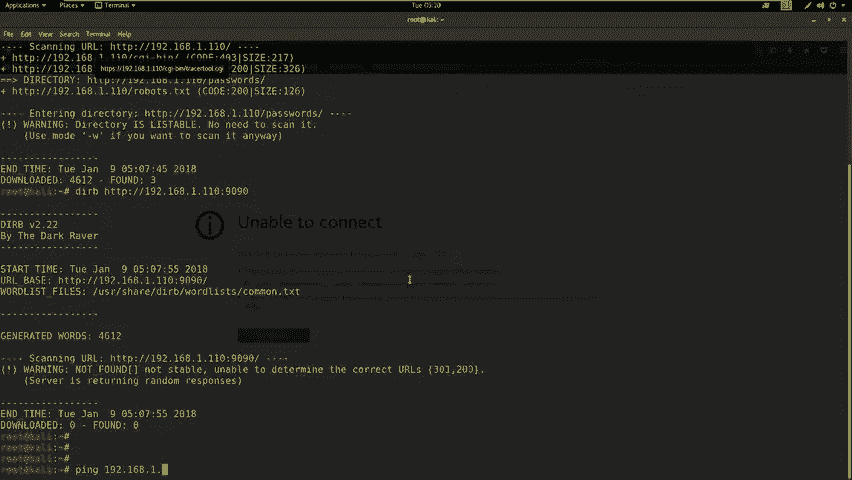 Applications Places Terminal Tue 05:20
root@kali: ~
File Edit View Search Terminal Help
---- Scanning URL: http://192.168.1.110/ ----
+ http://192.168.1.110/cgi-bin/ (CODE:403|SIZE:217)
+ http://192.168 https://192.168.1.110/cgi-bin/tracertool.cgi 200|SIZE:326)
==> DIRECTORY: http://192.168.1.110/passwords/
+ http://192.168.1.110/robots.txt (CODE:200|SIZE:126)
---- Entering directory: http://192.168.1.110/passwords/ ----
(!) WARNING: Directory IS LISTABLE. No need to scan it.
(Use mode '-w' if you want to scan it anyway)
-----------------
END_TIME: Tue Jan 9 05:07:45 2018
DOWNLOADED: 4612 - FOUND: 3
root@kali:~# dirb http://192.168.1.110:9090
-----------------
DIRB v2.22
By The Dark Raver
-----------------
Unable to connect
START_TIME: Tue Jan 9 05:07:55 2018
URL_BASE: http://192.168.1.110:9090/
WORDLIST_FILES: /usr/share/dirb/wordlists/common.txt
-----------------
GENERATED WORDS: 4612
---- Scanning URL: http://192.168.1.110:9090/ ----
(!) WARNING: NOT_FOUND[] not stable, unable to determine the correct URLs {301,200}.
(Server is returning random responses)
-----------------
END_TIME: Tue Jan 9 05:07:55 2018
DOWNLOADED: 0 - FOUND: 0
root@kali:~#
root@kali:~#
root@kali:~#
root@kali:~# ping 192.168.1.